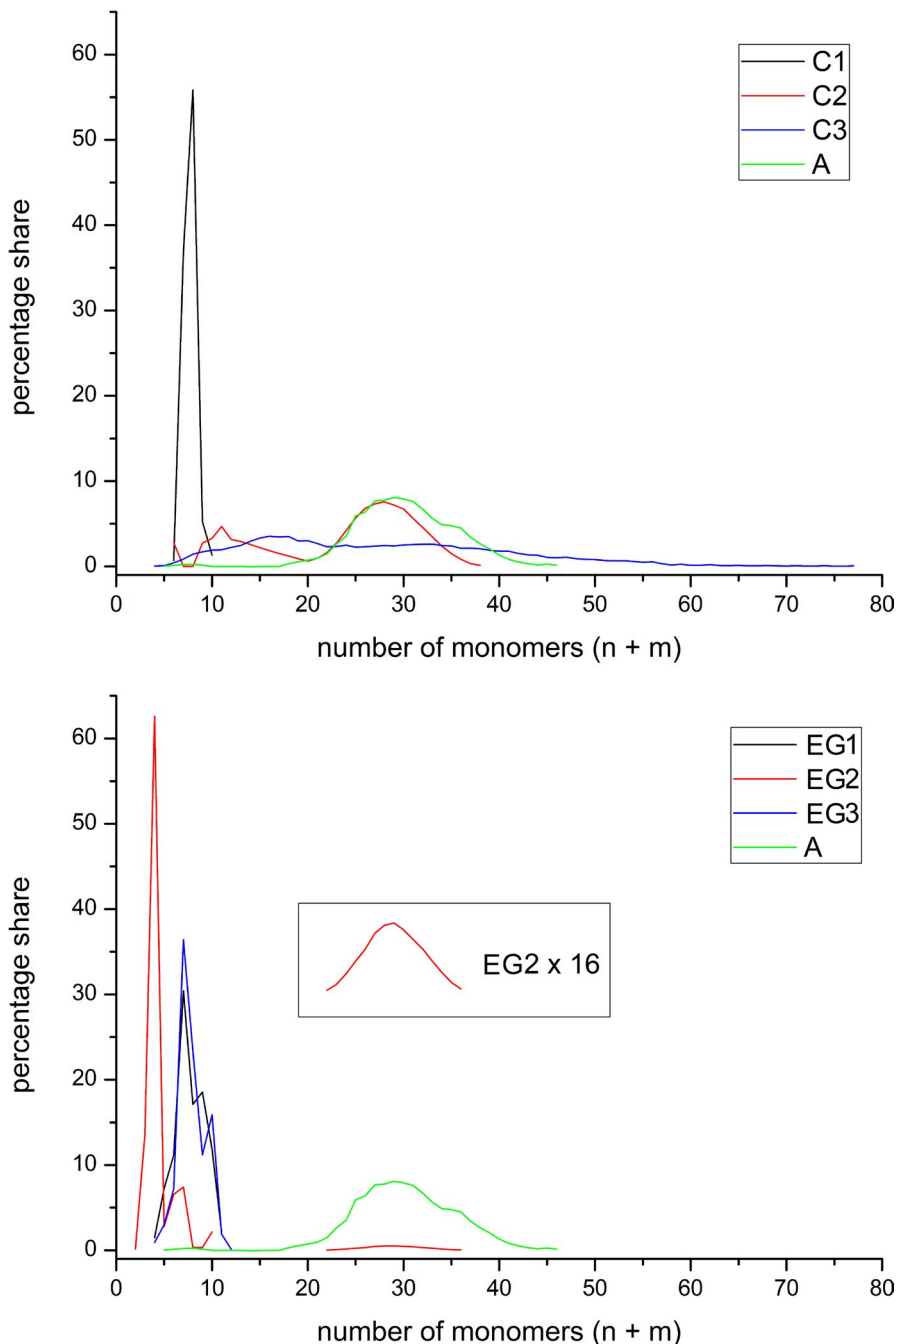 60
50
40
30
20
10
0
percentage share
C1
C2
C3
A
0 10 20 30 40 50 60 70 80
number of monomers (n + m)
60
50
40
30
20
10
0
percentage share
EG1
EG2
EG3
A
EG2 x 16
0 10 20 30 40 50 60 70 80
number of monomers (n + m)